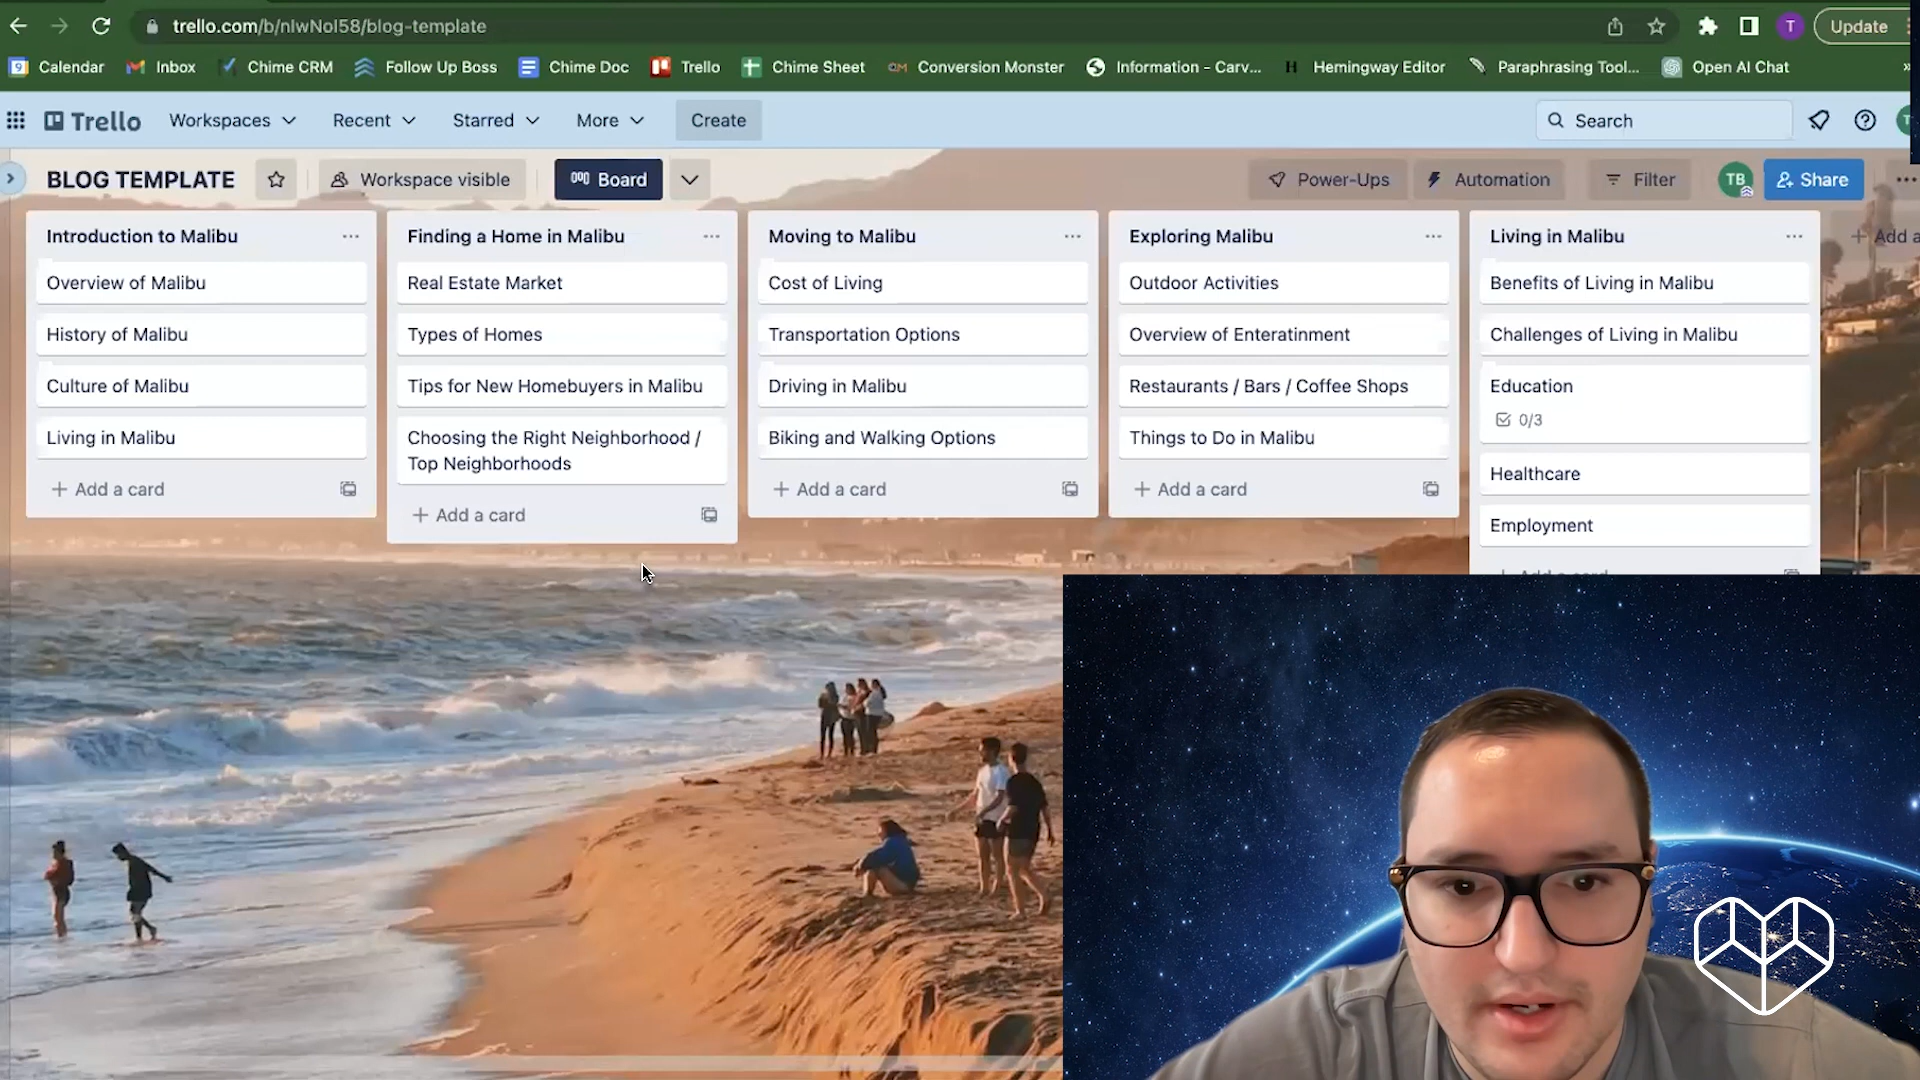 trello.com/b/nlwNol58/blog-template
T
Update
9
Calendar
Inbox
Chime CRM
Follow Up Boss
Chime Doc
Trello
Chime Sheet
CM
Conversion Monster
Information - Carv...
H
Hemingway Editor
Paraphrasing Tool...
Open AI Chat
»
Trello
Workspaces
Recent
Starred
More
Create
Search
BLOG TEMPLATE
Workspace visible
Board
Power-Ups
Automation
Filter
TB
Share
Introduction to Malibu
Overview of Malibu
History of Malibu
Culture of Malibu
Living in Malibu
+ Add a card
Finding a Home in Malibu
Real Estate Market
Types of Homes
Tips for New Homebuyers in Malibu
Choosing the Right Neighborhood /
Top Neighborhoods
+ Add a card
Moving to Malibu
Cost of Living
Transportation Options
Driving in Malibu
Biking and Walking Options
+ Add a card
Exploring Malibu
Outdoor Activities
Overview of Enteratinment
Restaurants / Bars / Coffee Shops
Things to Do in Malibu
+ Add a card
Living in Malibu
Benefits of Living in Malibu
Challenges of Living in Malibu
Education
0/3
Healthcare
Employment
+ Add a card
+ Add a